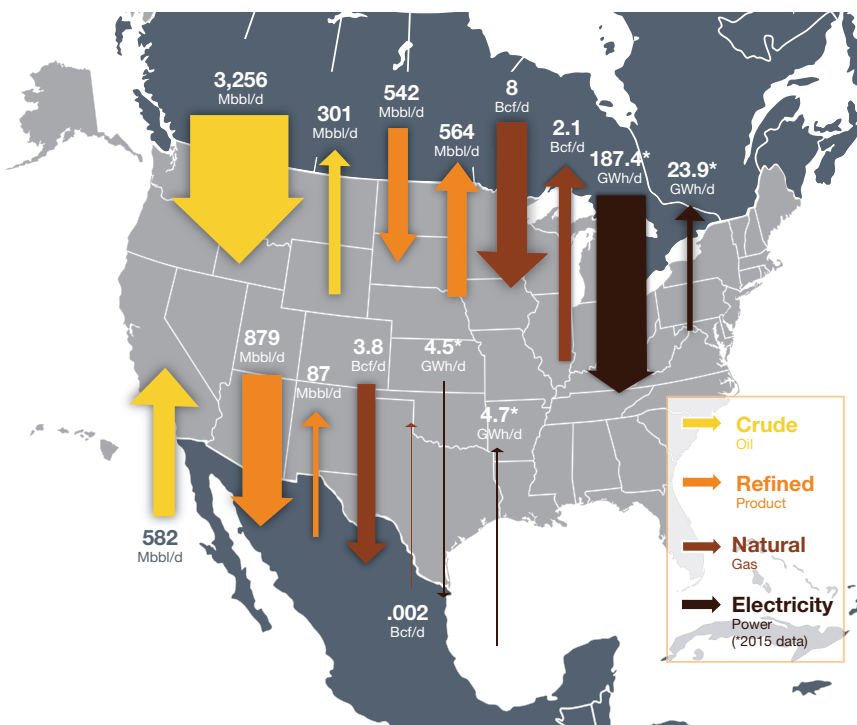 3,256
Mbbl/d
301
Mbbl/d
542
Mbbl/d
564
Mbbl/d
8
Bcf/d
2.1
Bcf/d
187.4*
GWh/d
23.9*
GWh/d
879
Mbbl/d
87
Mbbl/d
3.8
Bcf/d
4.5*
GWh/d
4.7*
GWh/d
582
Mbbl/d
.002
Bcf/d
Crude
Oil
Refined
Product
Natural
Gas
Electricity
Power
(*2015 data)